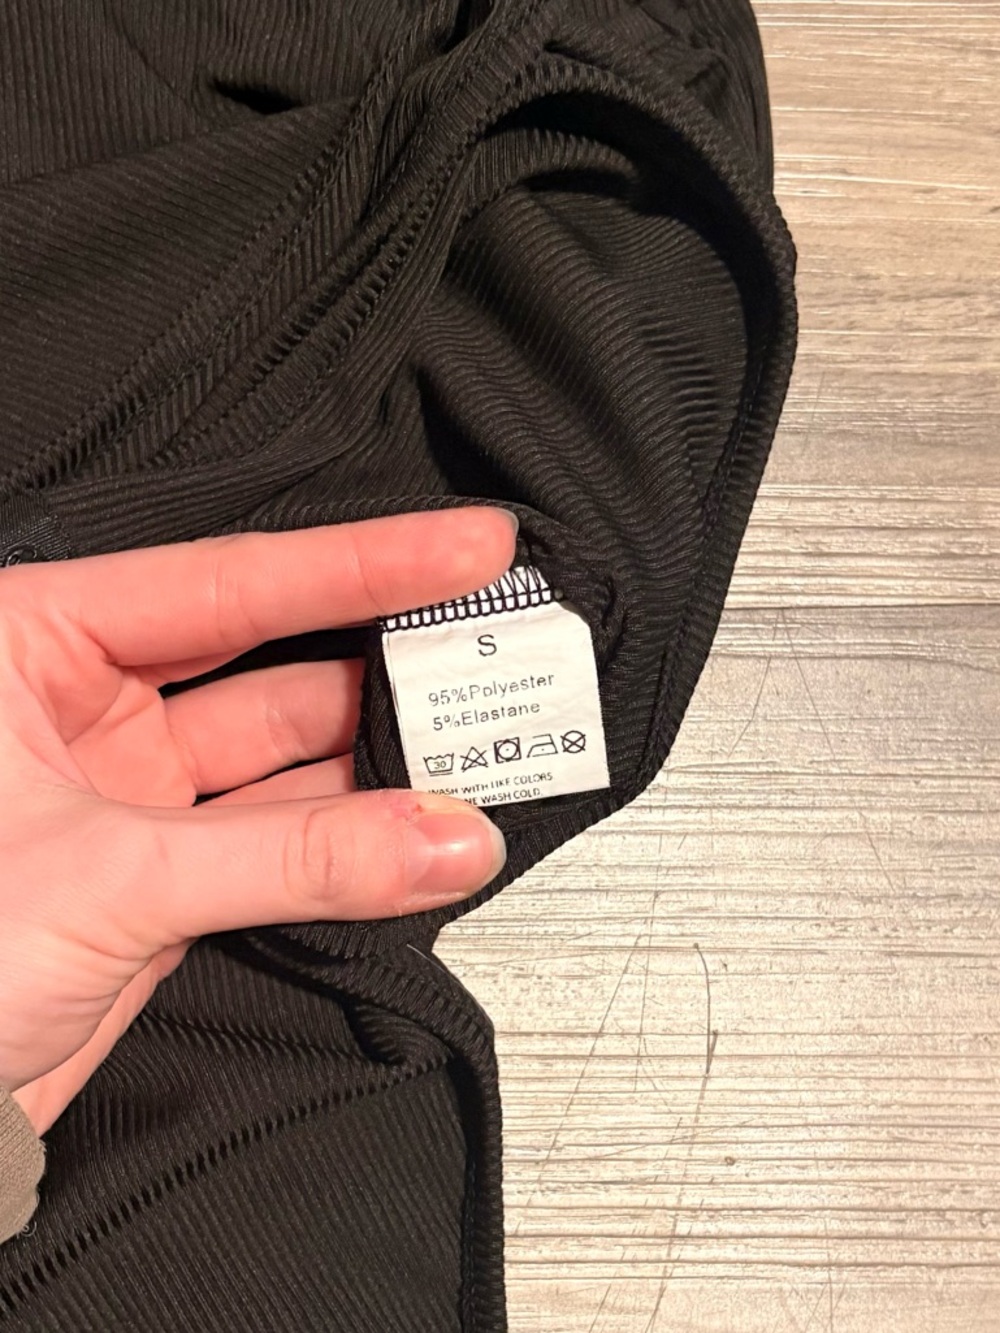 S
95%Polyester
5%Elastane
30
WASH WITH LIKE COLORS
WASH COLD,